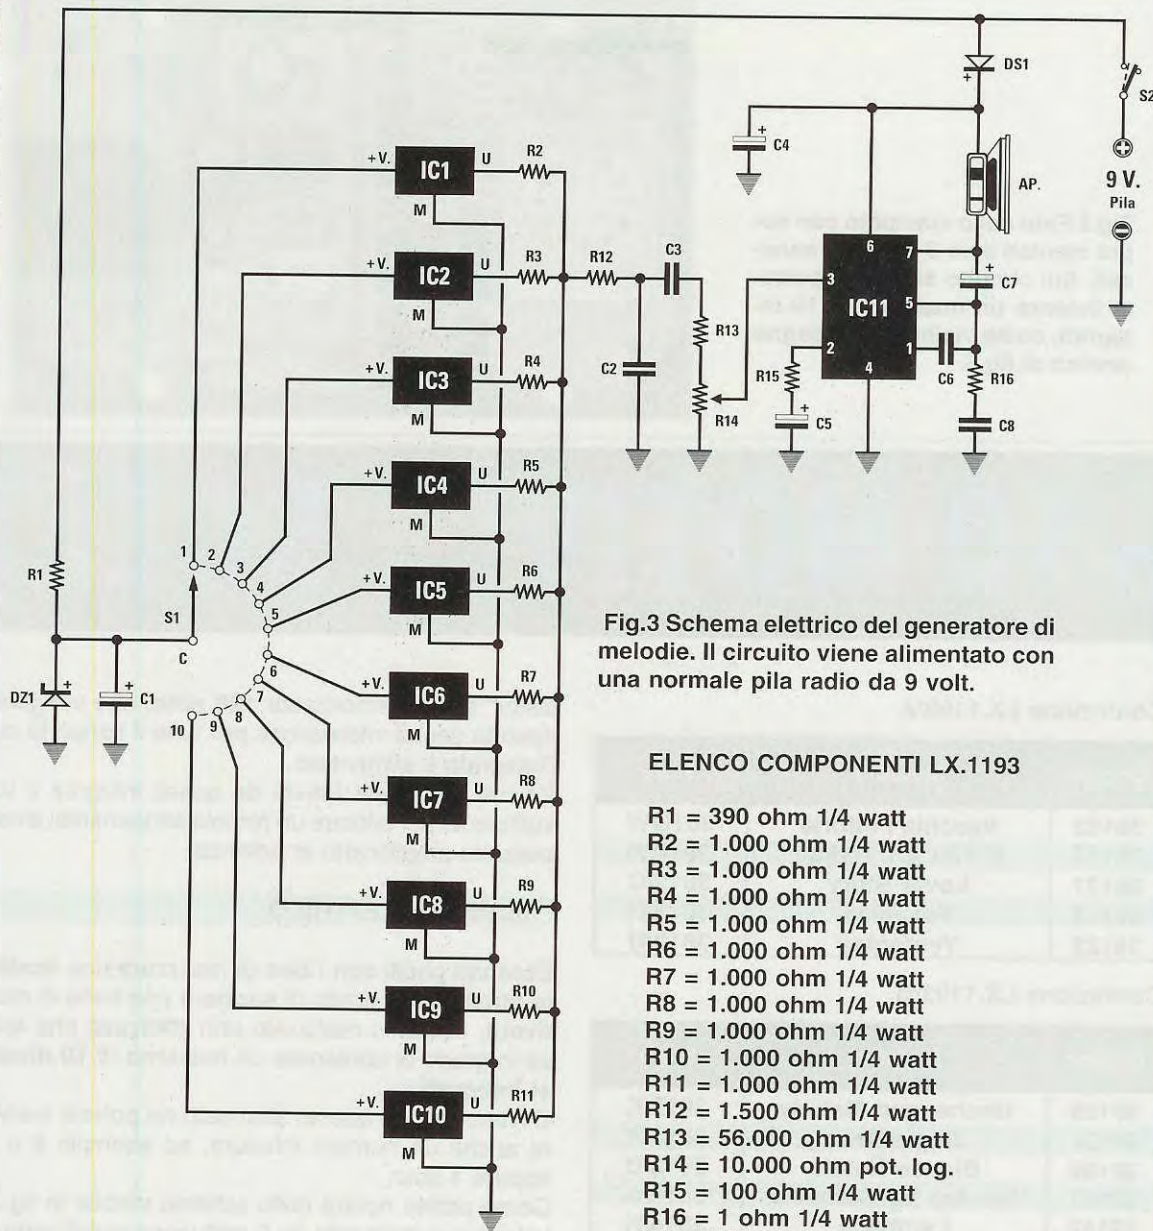 DS1
S2
C4
9 V.
Pila
AP.
+V.
IC1
U
R2
M
+V.
IC2
U
R3
M
R12
C3
C2
R13
R14
6
7
3
IC11
5
2
1
4
C7
R15
C5
C6
R16
C8
+V.
IC3
U
R4
M
+V.
IC4
U
R5
M
+V.
IC5
U
R6
M
+V.
IC6
U
R7
M
+V.
IC7
U
R8
M
+V.
IC8
U
R9
M
+V.
IC9
U
R10
M
+V.
IC10
U
R11
M
R1
DZ1
C1
S1
C
1
2
3
4
5
6
7
8
9
10
Fig.3 Schema elettrico del generatore di
melodie. Il circuito viene alimentato con
una normale pila radio da 9 volt.
ELENCO COMPONENTI LX.1193
R1 = 390 ohm 1/4 watt
R2 = 1.000 ohm 1/4 watt
R3 = 1.000 ohm 1/4 watt
R4 = 1.000 ohm 1/4 watt
R5 = 1.000 ohm 1/4 watt
R6 = 1.000 ohm 1/4 watt
R7 = 1.000 ohm 1/4 watt
R8 = 1.000 ohm 1/4 watt
R9 = 1.000 ohm 1/4 watt
R10 = 1.000 ohm 1/4 watt
R11 = 1.000 ohm 1/4 watt
R12 = 1.500 ohm 1/4 watt
R13 = 56.000 ohm 1/4 watt
R14 = 10.000 ohm pot. log.
R15 = 100 ohm 1/4 watt
R16 = 1 ohm 1/4 watt